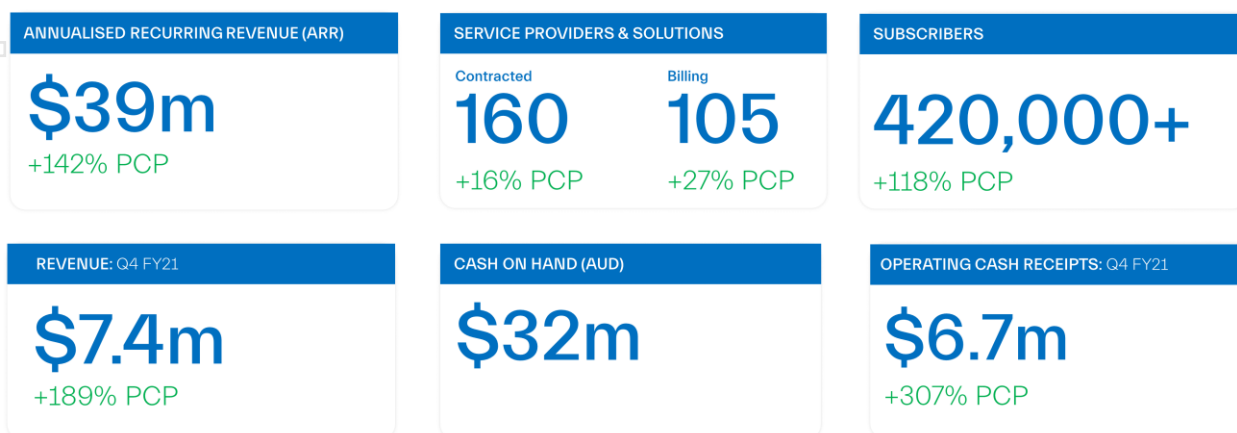 ANNUALISED RECURRING REVENUE (ARR)
$39m
+142% PCP
SERVICE PROVIDERS & SOLUTIONS
Contracted
160
+16% PCP
Billing
105
+27% PCP
SUBSCRIBERS
420,000+
+118% PCP
REVENUE: Q4 FY21
$7.4m
+189% PCP
CASH ON HAND (AUD)
$32m
OPERATING CASH RECEIPTS: Q4 FY21
$6.7m
+307% PCP